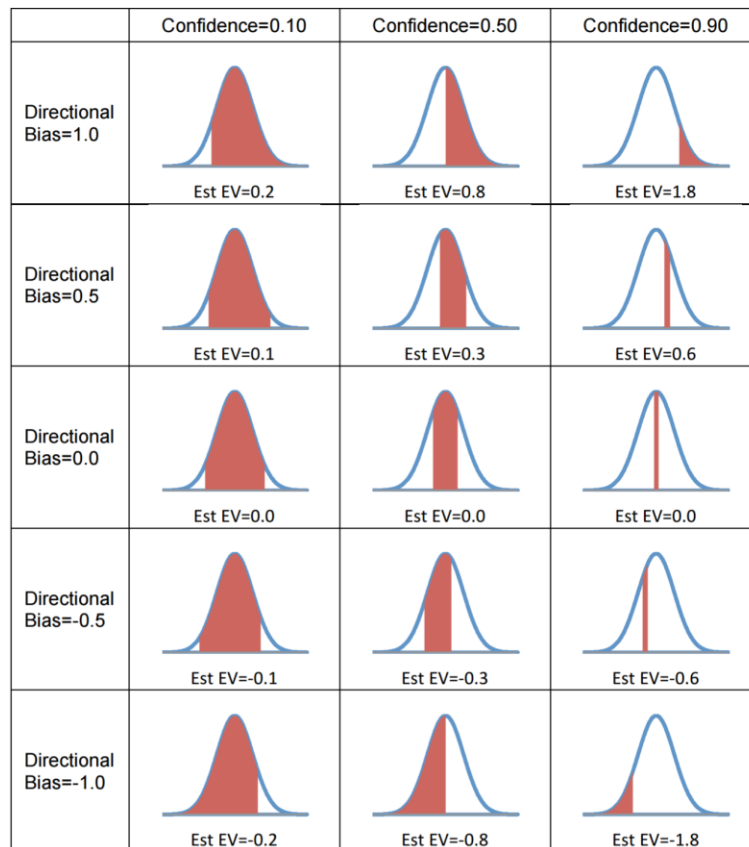 Confidence=0.10 Confidence=0.50 Confidence=0.90
Directional
Bias=1.0
Est EV=0.2 Est EV=0.8 Est EV=1.8
Directional
Bias=0.5
Est EV=0.1 Est EV=0.3 Est EV=0.6
Directional
Bias=0.0
Est EV=0.0 Est EV=0.0 Est EV=0.0
Directional
Bias=-0.5
Est EV=-0.1 Est EV=-0.3 Est EV=-0.6
Directional
Bias=-1.0
Est EV=-0.2 Est EV=-0.8 Est EV=-1.8